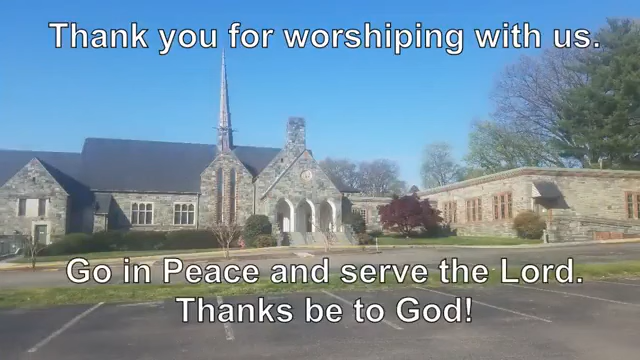 Thank you for worshiping with us.
Go in Peace and serve the Lord.
Thanks be to God!